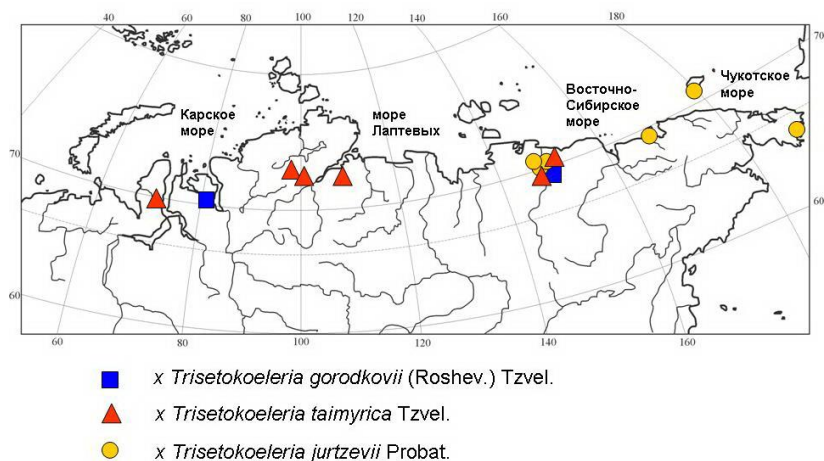 40 60 80 100 120 140 160 180
70
Карское
море
море
Лаптевых
Восточно-
Сибирское
море
Чукотское
море
70
60
60
60 80 100 120 140 160
x Trisetokoeleria gorodkovii (Roshev.) Tzvel.
x Trisetokoeleria taimyrica Tzvel.
x Trisetokoeleria jurtzevii Probat.